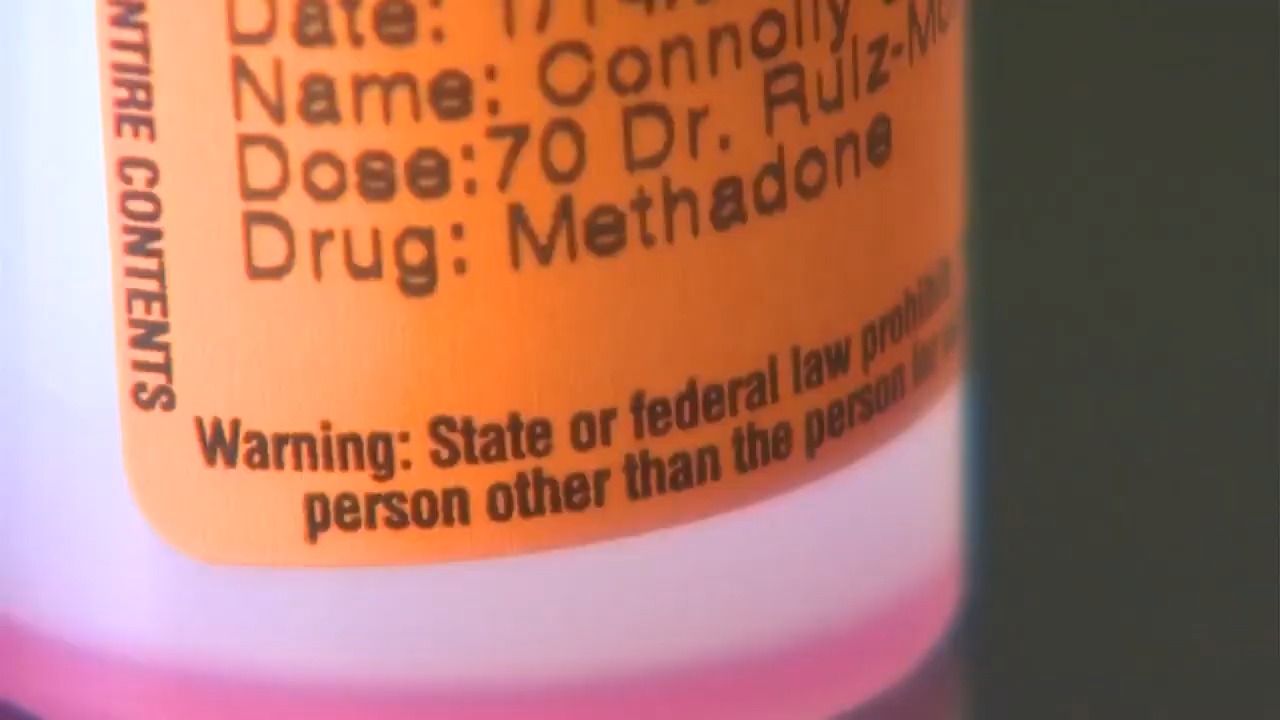 NTIRE CONTENTS
Date:
Name: Connolly
Dose:70 Dr.
Drug: Methadone
Warning: State or federal law
person other than the person